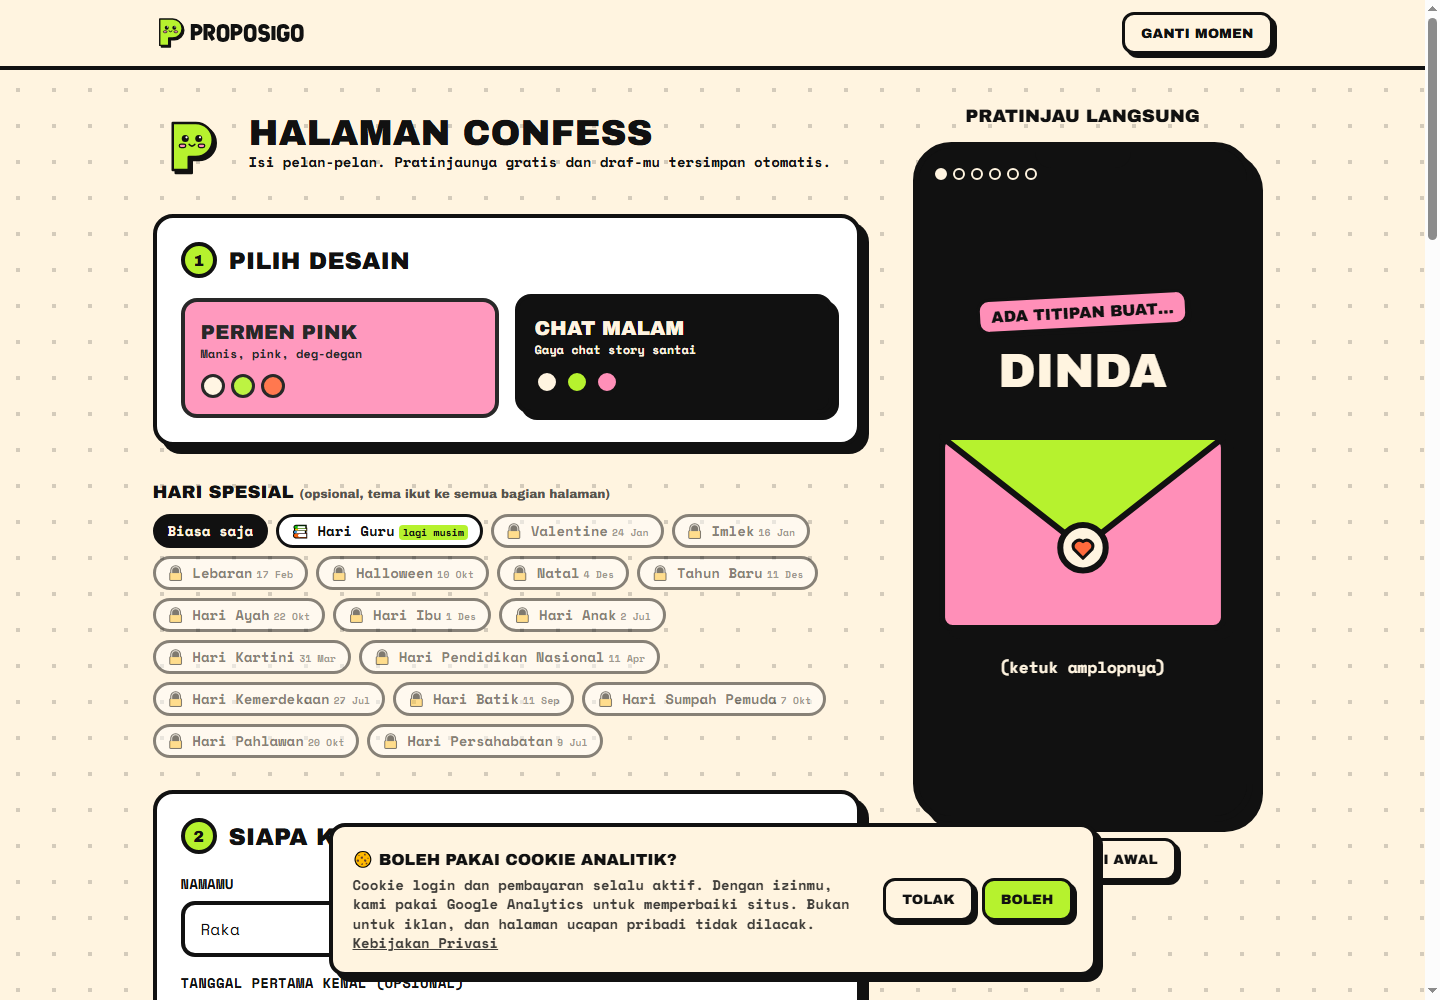 PROPOSIGO
GANTI MOMEN
HALAMAN CONFESS
Isi pelan-pelan. Pratinjaunya gratis dan draf-mu tersimpan otomatis.
1 PILIH DESAIN
PERMEN PINK
Manis, pink, deg-degan
CHAT MALAM
Gaya chat story santai
HARI SPESIAL (opsional, tema ikut ke semua bagian halaman)
Biasa saja
Hari Guru lagi musim
Valentine 24 Jan
Imlek 16 Jan
Lebaran 17 Feb
Halloween 10 Okt
Natal 4 Des
Tahun Baru 11 Des
Hari Ayah 22 Okt
Hari Ibu 1 Des
Hari Anak 2 Jul
Hari Kartini 31 Mar
Hari Pendidikan Nasional 11 Apr
Hari Kemerdekaan 27 Jul
Hari Batik 11 Sep
Hari Sumpah Pemuda 7 Okt
Hari Pahlawan 20 Okt
Hari Persahabatan 9 Jul
2 SIAPA K
NAMAMU
Raka
TANGGAL PERTAMA KENAL (OPSIONAL)
PRATINJAU LANGSUNG
ADA TITIPAN BUAT...
DINDA
(ketuk amplopnya)
I AWAL
BOLEH PAKAI COOKIE ANALITIK?
Cookie login dan pembayaran selalu aktif. Dengan izinmu,
kami pakai Google Analytics untuk memperbaiki situs. Bukan
untuk iklan, dan halaman ucapan pribadi tidak dilacak.
Kebijakan Privasi
TOLAK
BOLEH